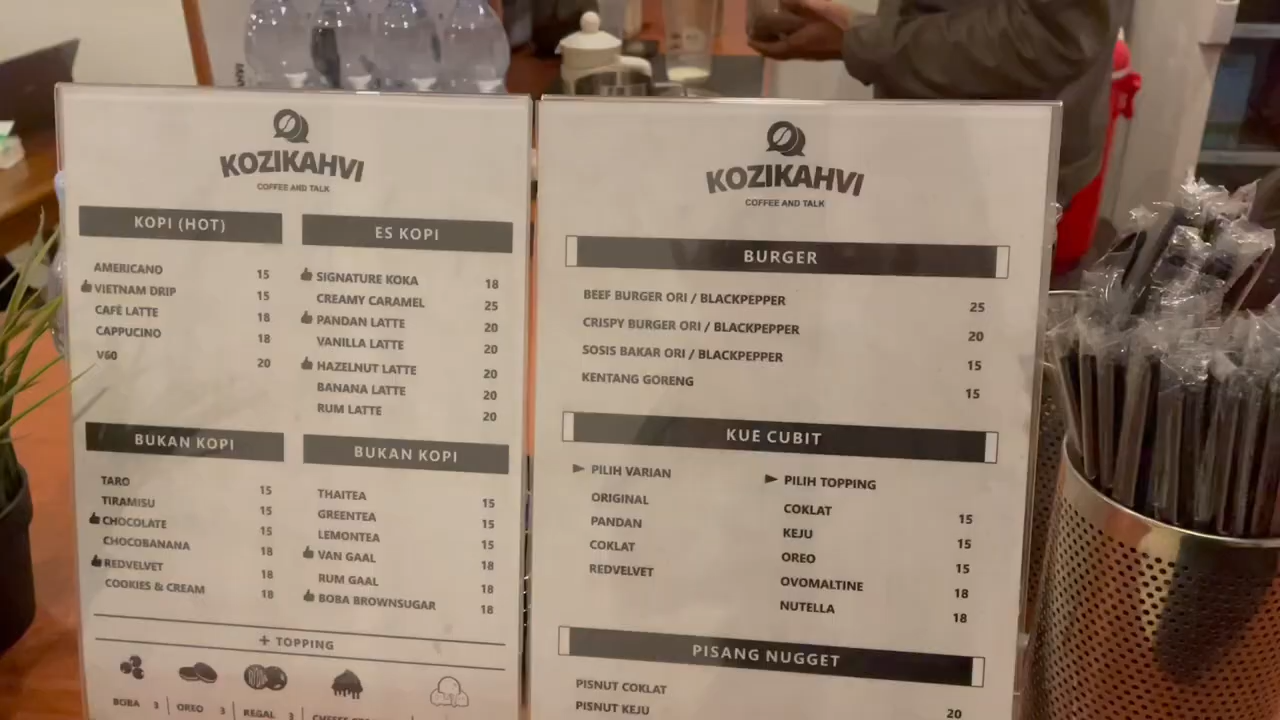 KOZIKAHVI
COFFEE AND TALK
KOPI (HOT)
AMERICANO 15
VIETNAM DRIP 15
CAFÉ LATTE 18
CAPPUCINO 18
V60 20
ES KOPI
SIGNATURE KOKA 18
CREAMY CARAMEL 25
PANDAN LATTE 20
VANILLA LATTE 20
HAZELNUT LATTE 20
BANANA LATTE 20
RUM LATTE 20
BUKAN KOPI
TARO 15
TIRAMISU 15
CHOCOLATE 15
CHOCOBANANA 18
REDVELVET 18
COOKIES & CREAM 18
BUKAN KOPI
THAITEA 15
GREENTEA 15
LEMONTEA 15
VAN GAAL 18
RUM GAAL 18
BOBA BROWNSUGAR 18
+ TOPPING
BOBA 3 OREO 3 REGAL 3
KOZIKAHVI
COFFEE AND TALK
BURGER
BEEF BURGER ORI / BLACKPEPPER 25
CRISPY BURGER ORI / BLACKPEPPER 20
SOSIS BAKAR ORI / BLACKPEPPER 15
KENTANG GORENG 15
KUE CUBIT
PILIH VARIAN
ORIGINAL
PANDAN
COKLAT
REDVELVET
PILIH TOPPING
COKLAT 15
KEJU 15
OREO 15
OVOMALTINE 18
NUTELLA 18
PISANG NUGGET
PISNUT COKLAT
PISNUT KEJU 20